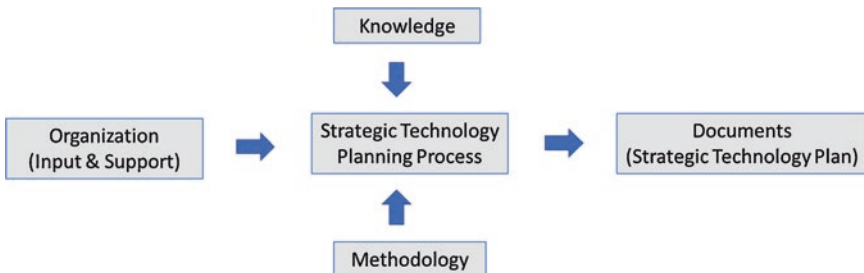 Knowledge
Organization
(Input & Support)
Strategic Technology
Planning Process
Documents
(Strategic Technology Plan)
Methodology